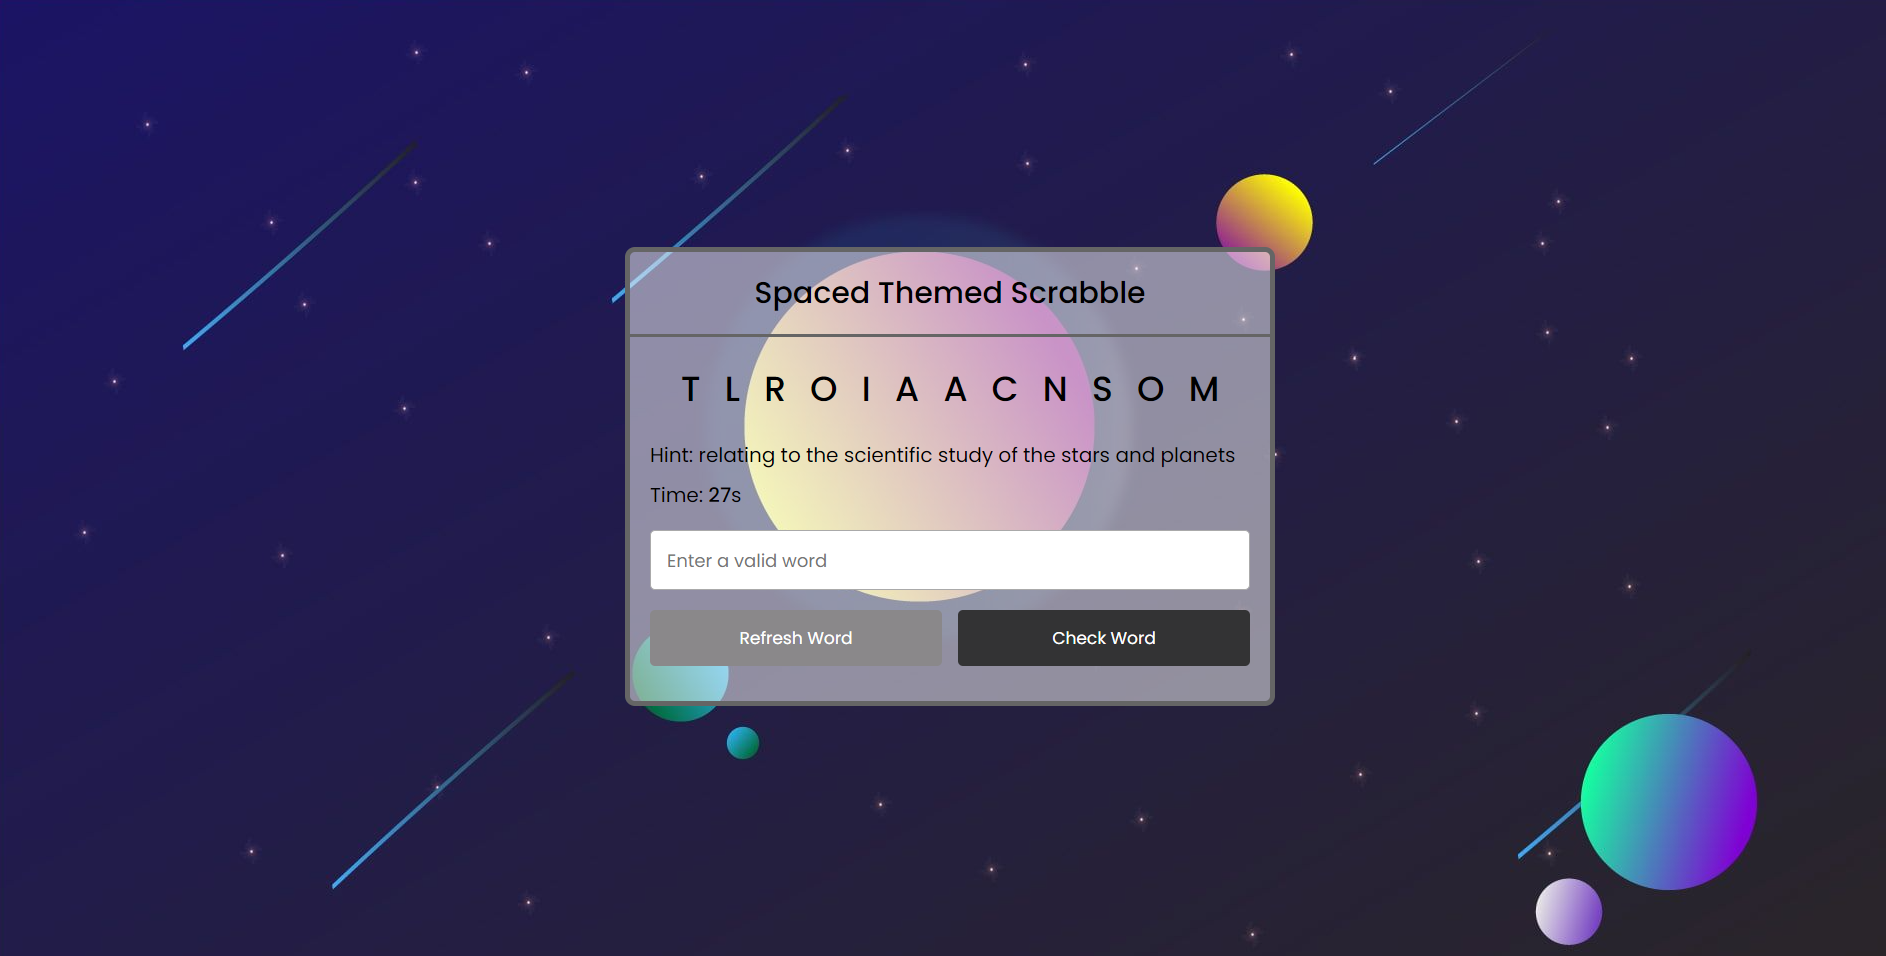 Spaced Themed Scrabble
T L R O I A A C N S O M
Hint: relating to the scientific study of the stars and planets
Time: 27s
Enter a valid word
Refresh Word Check Word